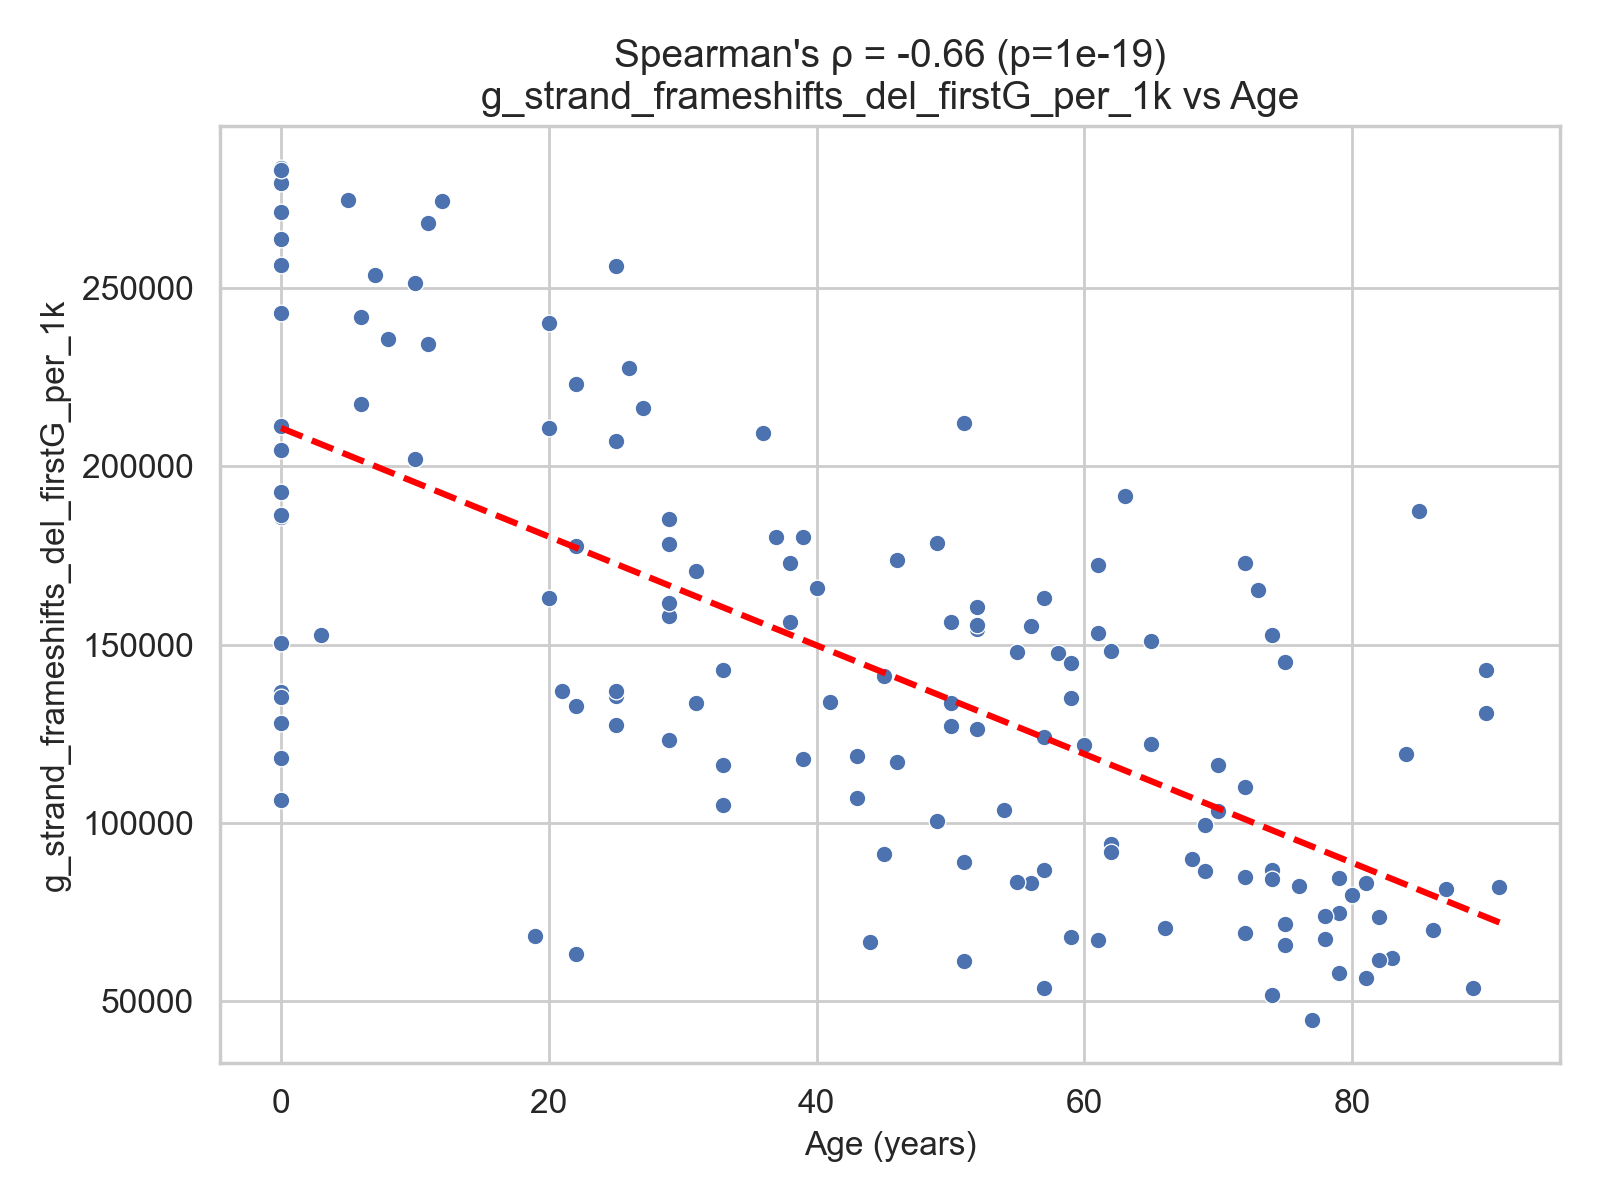 Spearman's ρ = -0.66 (p=1e-19)
g_strand_frameshifts_del_firstG_per_1k vs Age
g_strand_frameshifts_del_firstG_per_1k
250000
200000
150000
100000
50000
0 20 40 60 80
Age (years)